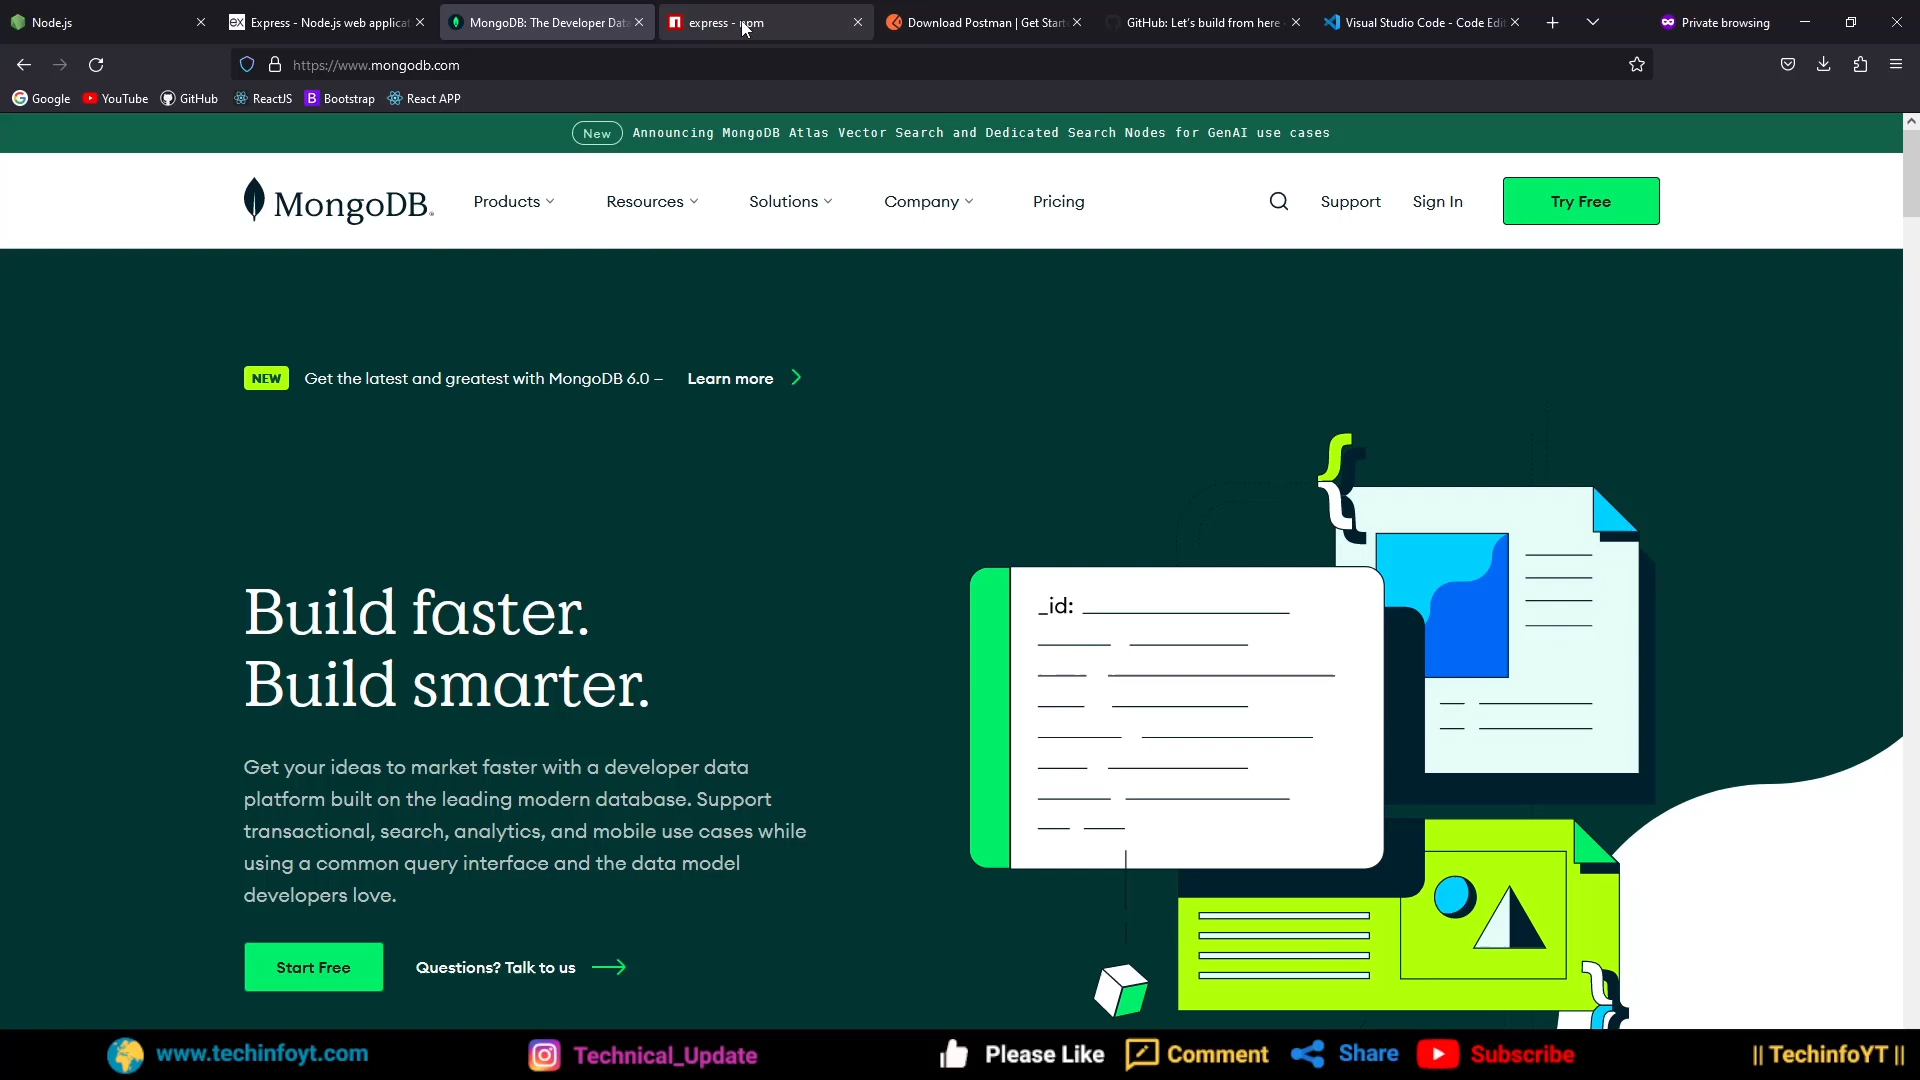 Node.js
Express - Node.js web applicat
MongoDB: The Developer Data
express - npm
Download Postman | Get Starte
GitHub: Let's build from here ·
Visual Studio Code - Code Edit
Private browsing
https://www.mongodb.com
Google
YouTube
GitHub
ReactJS
Bootstrap
React APP
New Announcing MongoDB Atlas Vector Search and Dedicated Search Nodes for GenAI use cases
MongoDB.
Products
Resources
Solutions
Company
Pricing
Support
Sign In
Try Free
NEW Get the latest and greatest with MongoDB 6.0 – Learn more
Build faster.
Build smarter.
_id:
Get your ideas to market faster with a developer data
platform built on the leading modern database. Support
transactional, search, analytics, and mobile use cases while
using a common query interface and the data model
developers love.
Start Free
Questions? Talk to us
www.techinfoyt.com
Technical_Update
Please Like
Comment
Share
Subscribe
|| TechinfoYT ||